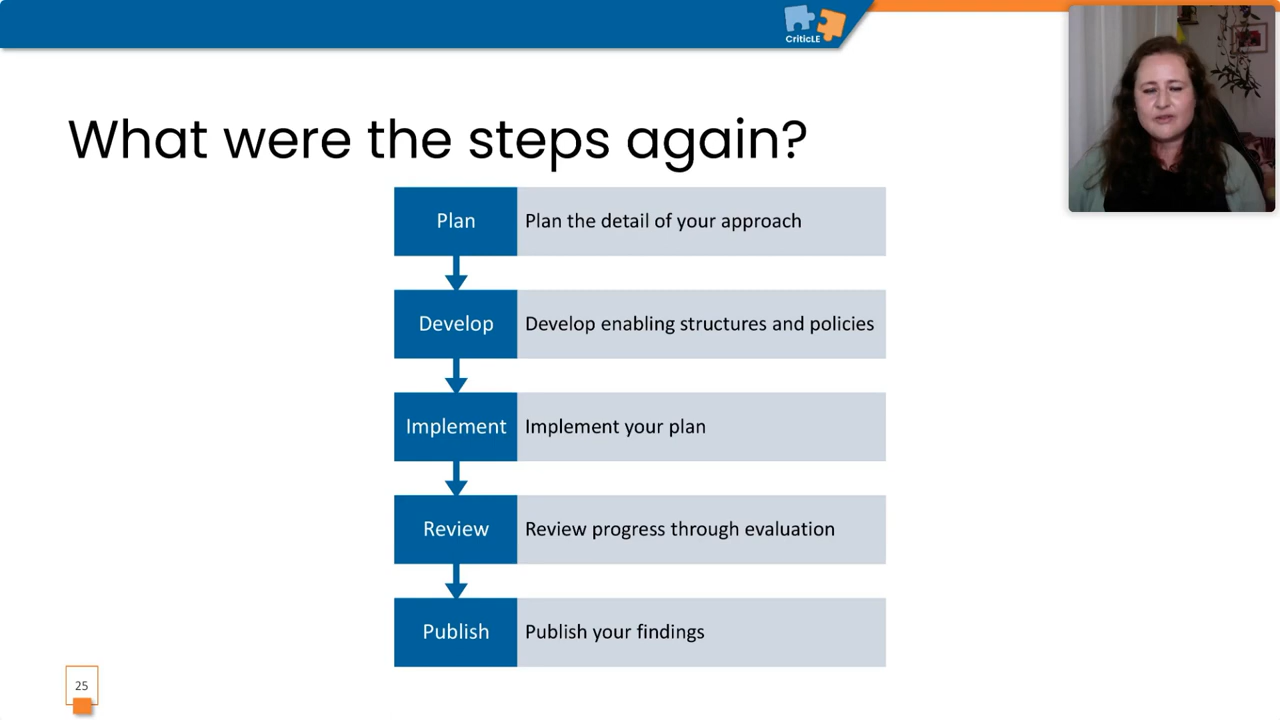 CriticLE
What were the steps again?
Plan
Plan the detail of your approach
Develop
Develop enabling structures and policies
Implement
Implement your plan
Review
Review progress through evaluation
Publish
Publish your findings
25